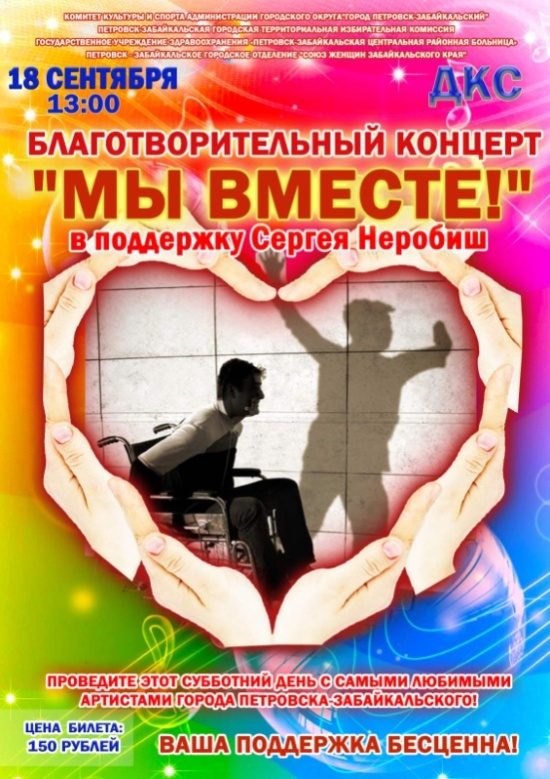 КОМИТЕТ КУЛЬТУРЫ И СПОРТА АДМИНИСТРАЦИИ ГОРОДСКОГО ОКРУГА"ГОРОД ПЕТРОВСК-ЗАБАЙКАЛЬСКИЙ"
ПЕТРОВСК-ЗАБАЙКАЛЬСКАЯ ГОРОДСКАЯ ТЕРРИТОРИАЛЬНАЯ ИЗБИРАТЕЛЬНАЯ КОМИССИЯ
ГОСУДАРСТВЕННОЕ УЧРЕЖДЕНИЕ ЗДРАВООХРАНЕНИЯ "ПЕТРОВСК-ЗАБАЙКАЛЬСКАЯ ЦЕНТРАЛЬНАЯ РАЙОННАЯ БОЛЬНИЦА"
ПЕТРОВСК - ЗАБАЙКАЛЬСКОЕ ГОРОДСКОЕ ОТДЕЛЕНИЕ "СОЮЗ ЖЕНЩИН ЗАБАЙКАЛЬСКОГО КРАЯ"
18 СЕНТЯБРЯ
13:00
ДКС
БЛАГОТВОРИТЕЛЬНЫЙ КОНЦЕРТ
"МЫ ВМЕСТЕ!"
в поддержку Сергея Неробиш
ПРОВЕДИТЕ ЭТОТ СУББОТНИЙ ДЕНЬ С САМЫМИ ЛЮБИМЫМИ
АРТИСТАМИ ГОРОДА ПЕТРОВСКА-ЗАБАЙКАЛЬСКОГО!
ЦЕНА БИЛЕТА:
150 РУБЛЕЙ
ВАША ПОДДЕРЖКА БЕСЦЕННА!